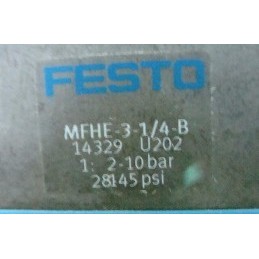 FESTO
MFHE-3-1/4-B
14329 U202
1: 2-10 bar
28145 psi